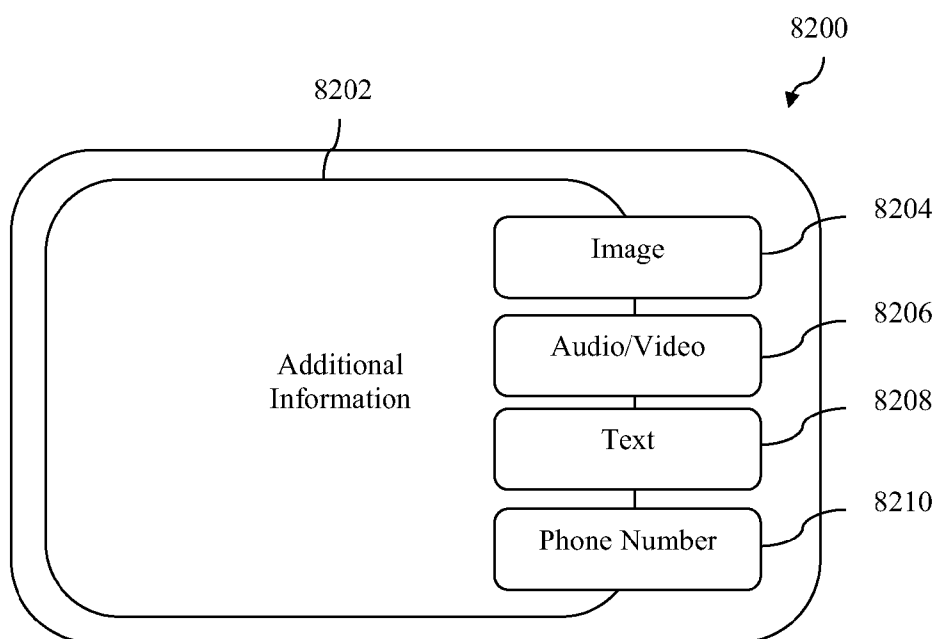 8200
8202
8204
Image
8206
Audio/Video
Additional
Information
8208
Text
8210
Phone Number